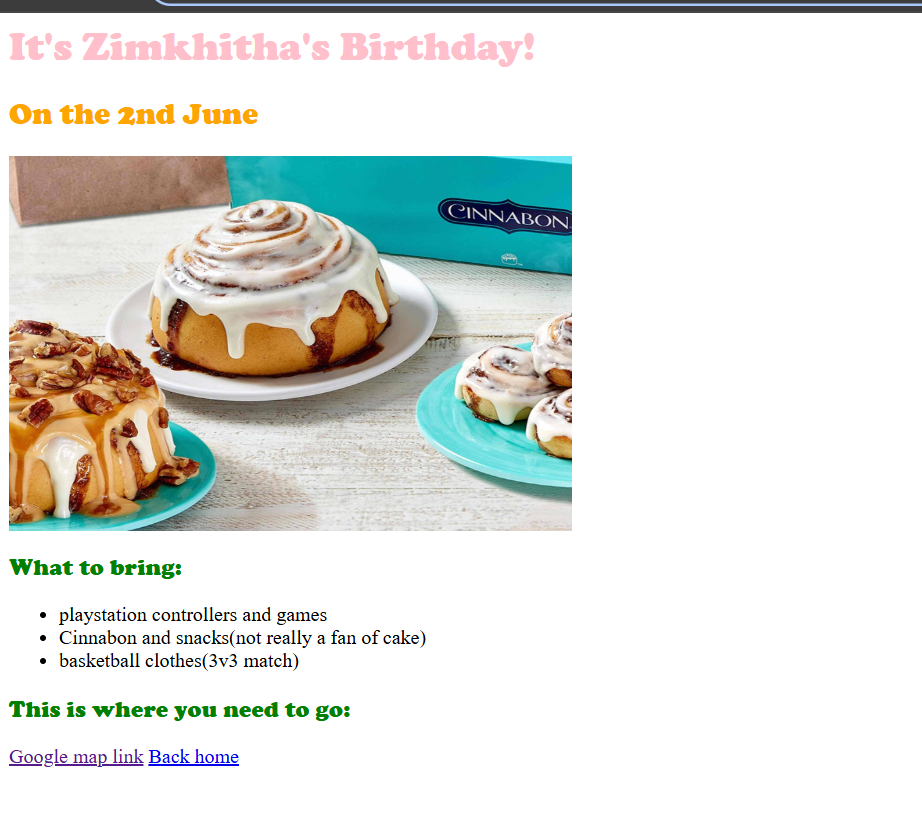 It's Zimkhitha's Birthday!
On the 2nd June
CINNABON
What to bring:
playstation controllers and games
Cinnabon and snacks(not really a fan of cake)
basketball clothes(3v3 match)
This is where you need to go:
Google map link Back home